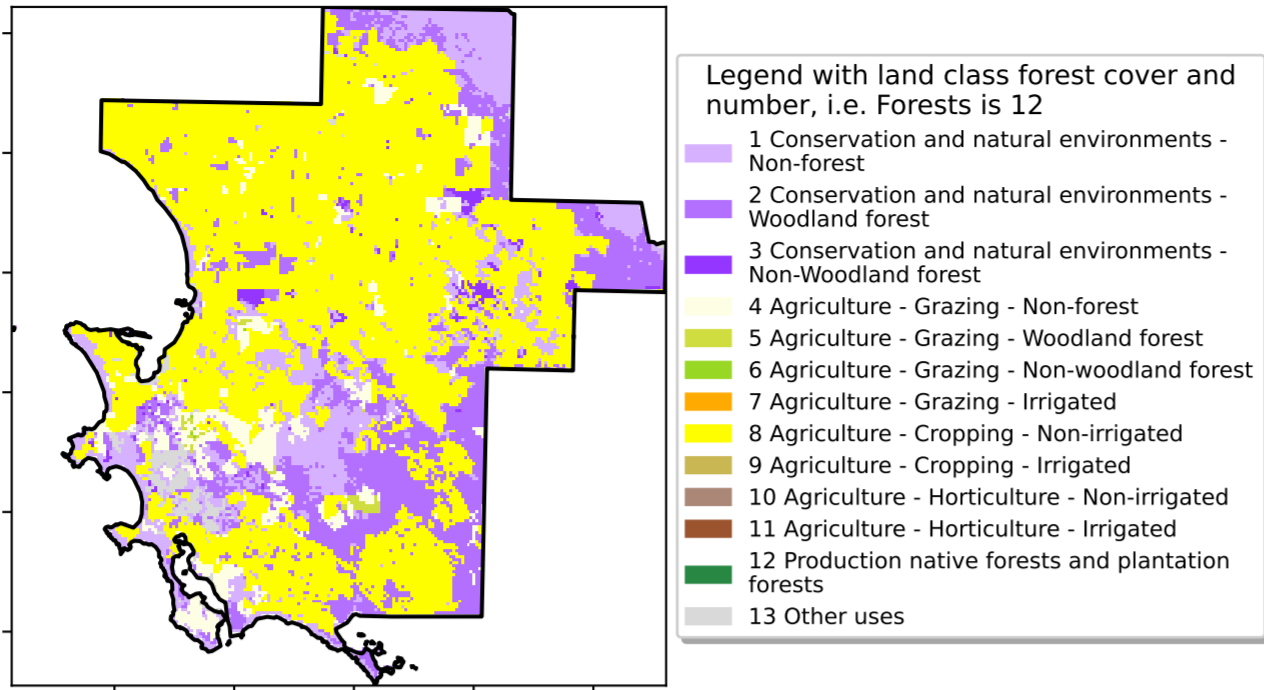 Legend with land class forest cover and
number, i.e. Forests is 12
1 Conservation and natural environments -
Non-forest
2 Conservation and natural environments -
Woodland forest
3 Conservation and natural environments -
Non-Woodland forest
4 Agriculture - Grazing - Non-forest
5 Agriculture - Grazing - Woodland forest
6 Agriculture - Grazing - Non-woodland forest
7 Agriculture - Grazing - Irrigated
8 Agriculture - Cropping - Non-irrigated
9 Agriculture - Cropping - Irrigated
10 Agriculture - Horticulture - Non-irrigated
11 Agriculture - Horticulture - Irrigated
12 Production native forests and plantation
forests
13 Other uses